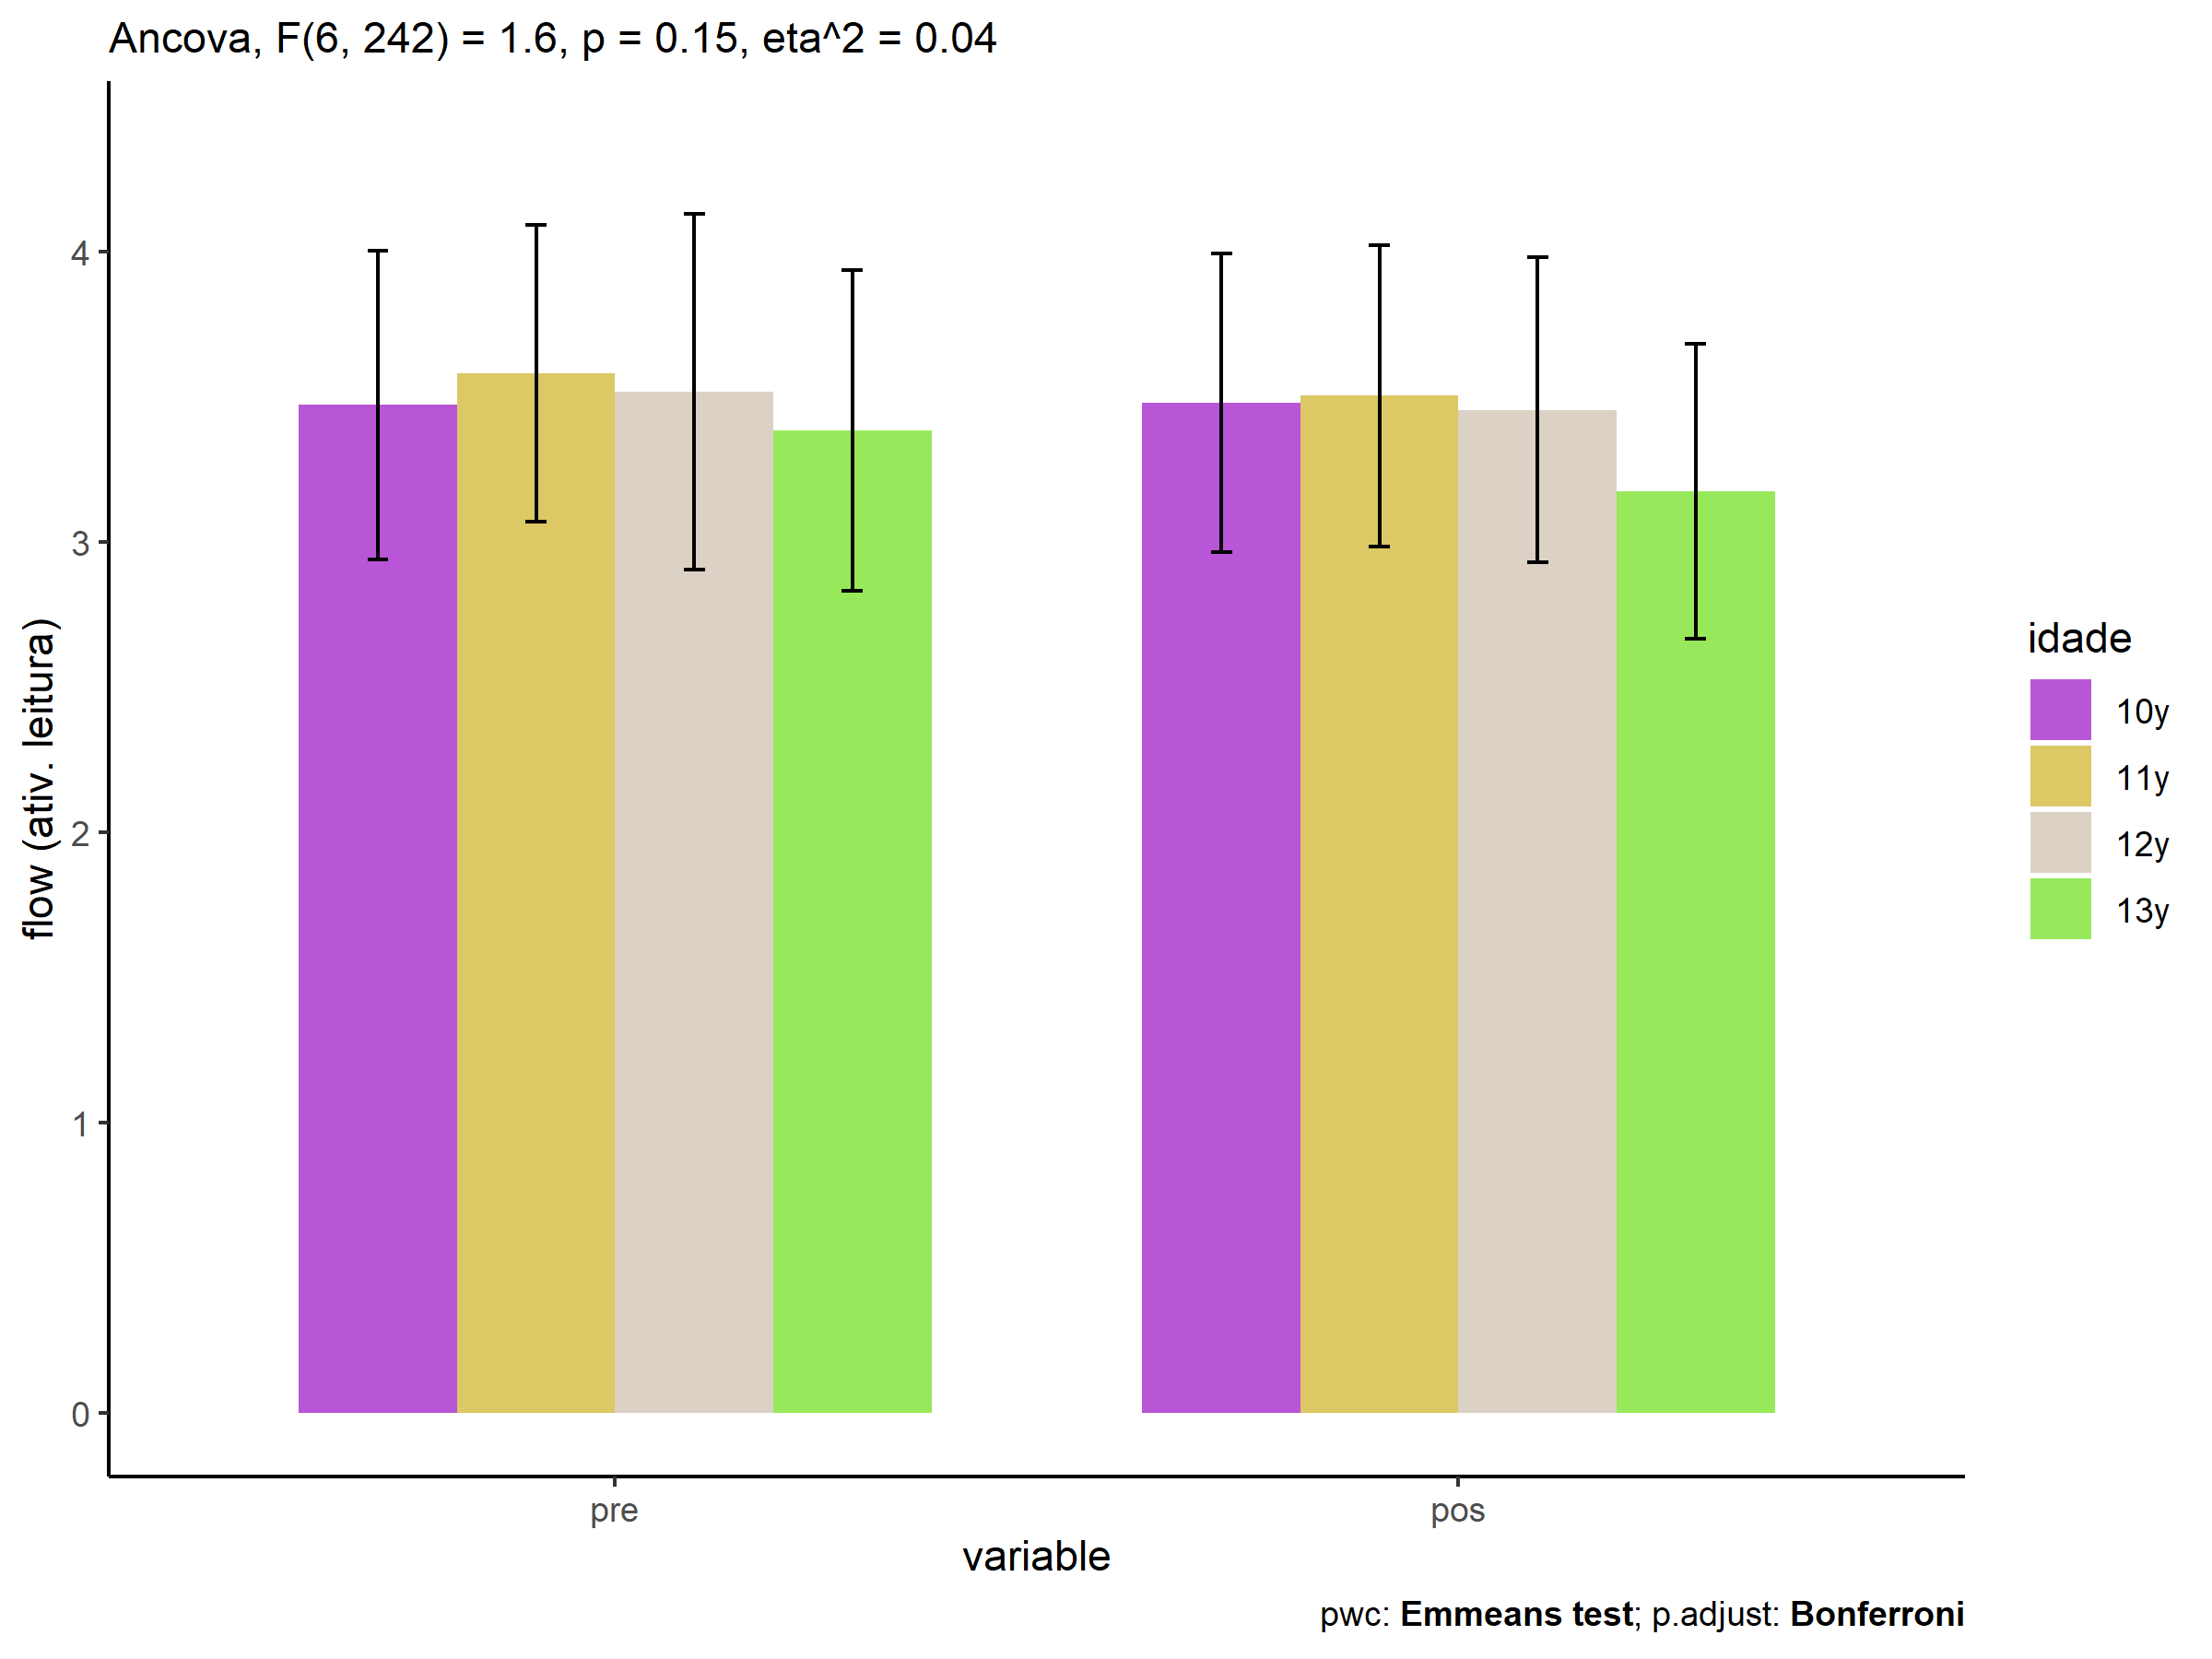 Ancova, F(6, 242) = 1.6, p = 0.15, eta^2 = 0.04
flow (ativ. leitura)
4
3
2
1
0
pre
pos
variable
idade
10y
11y
12y
13y
pwc: Emmeans test; p.adjust: Bonferroni